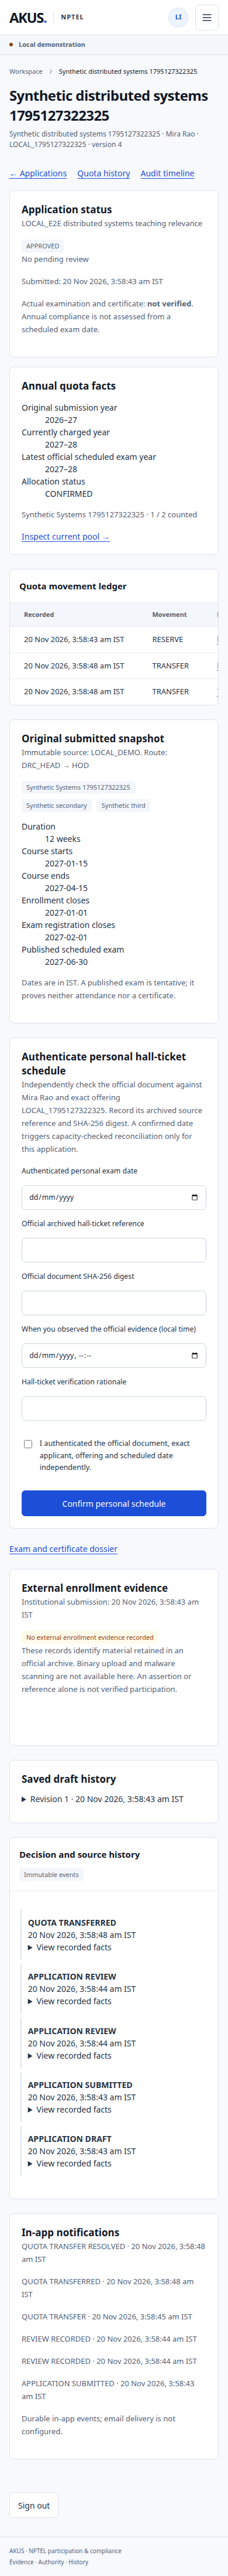 AKUS. NPTEL LI
Local demonstration
Workspace > Synthetic distributed systems 1795127322325
Synthetic distributed systems
1795127322325
Synthetic distributed systems 1795127322325 · Mira Rao ·
LOCAL_1795127322325 · version 4
← Applications Quota history Audit timeline
Application status
LOCAL_E2E distributed systems teaching relevance
APPROVED
No pending review
Submitted: 20 Nov 2026, 3:58:43 am IST
Actual examination and certificate: not verified.
Annual compliance is not assessed from a
scheduled exam date.
Annual quota facts
Original submission year
2026–27
Currently charged year
2027–28
Latest official scheduled exam year
2027–28
Allocation status
CONFIRMED
Synthetic Systems 1795127322325 · 1 / 2 counted
Inspect current pool →
Quota movement ledger
Recorded Movement
20 Nov 2026, 3:58:43 am IST RESERVE
20 Nov 2026, 3:58:48 am IST TRANSFER
20 Nov 2026, 3:58:48 am IST TRANSFER
Original submitted snapshot
Immutable source: LOCAL_DEMO. Route:
DRC_HEAD → HOD
Synthetic Systems 1795127322325
Synthetic secondary Synthetic third
Duration
12 weeks
Course starts
2027-01-15
Course ends
2027-04-15
Enrollment closes
2027-01-01
Exam registration closes
2027-02-01
Published scheduled exam
2027-06-30
Dates are in IST. A published exam is tentative; it
proves neither attendance nor a certificate.
Authenticate personal hall-ticket
schedule
Independently check the official document against
Mira Rao and exact offering
LOCAL_1795127322325. Record its archived source
reference and SHA-256 digest. A confirmed date
triggers capacity-checked reconciliation only for
this application.
Authenticated personal exam date
dd/mm/yyyy
Official archived hall-ticket reference
Official document SHA-256 digest
When you observed the official evidence (local time)
dd/mm/yyyy, --:--
Hall-ticket verification rationale
I authenticated the official document, exact
applicant, offering and scheduled date
independently.
Confirm personal schedule
Exam and certificate dossier
External enrollment evidence
Institutional submission: 20 Nov 2026, 3:58:43 am
IST
No external enrollment evidence recorded
These records identify material retained in an
official archive. Binary upload and malware
scanning are not available here. An assertion or
reference alone is not verified participation.
Saved draft history
Revision 1 · 20 Nov 2026, 3:58:43 am IST
Decision and source history
Immutable events
QUOTA TRANSFERRED
20 Nov 2026, 3:58:48 am IST
View recorded facts
APPLICATION REVIEW
20 Nov 2026, 3:58:44 am IST
View recorded facts
APPLICATION REVIEW
20 Nov 2026, 3:58:44 am IST
View recorded facts
APPLICATION SUBMITTED
20 Nov 2026, 3:58:43 am IST
View recorded facts
APPLICATION DRAFT
20 Nov 2026, 3:58:43 am IST
View recorded facts
In-app notifications
QUOTA TRANSFER RESOLVED · 20 Nov 2026, 3:58:48
am IST
QUOTA TRANSFERRED · 20 Nov 2026, 3:58:48 am
IST
QUOTA TRANSFER · 20 Nov 2026, 3:58:45 am IST
REVIEW RECORDED · 20 Nov 2026, 3:58:44 am IST
REVIEW RECORDED · 20 Nov 2026, 3:58:44 am IST
APPLICATION SUBMITTED · 20 Nov 2026, 3:58:43
am IST
Durable in-app events; email delivery is not
configured.
Sign out
AKUS · NPTEL participation & compliance
Evidence · Authority · History